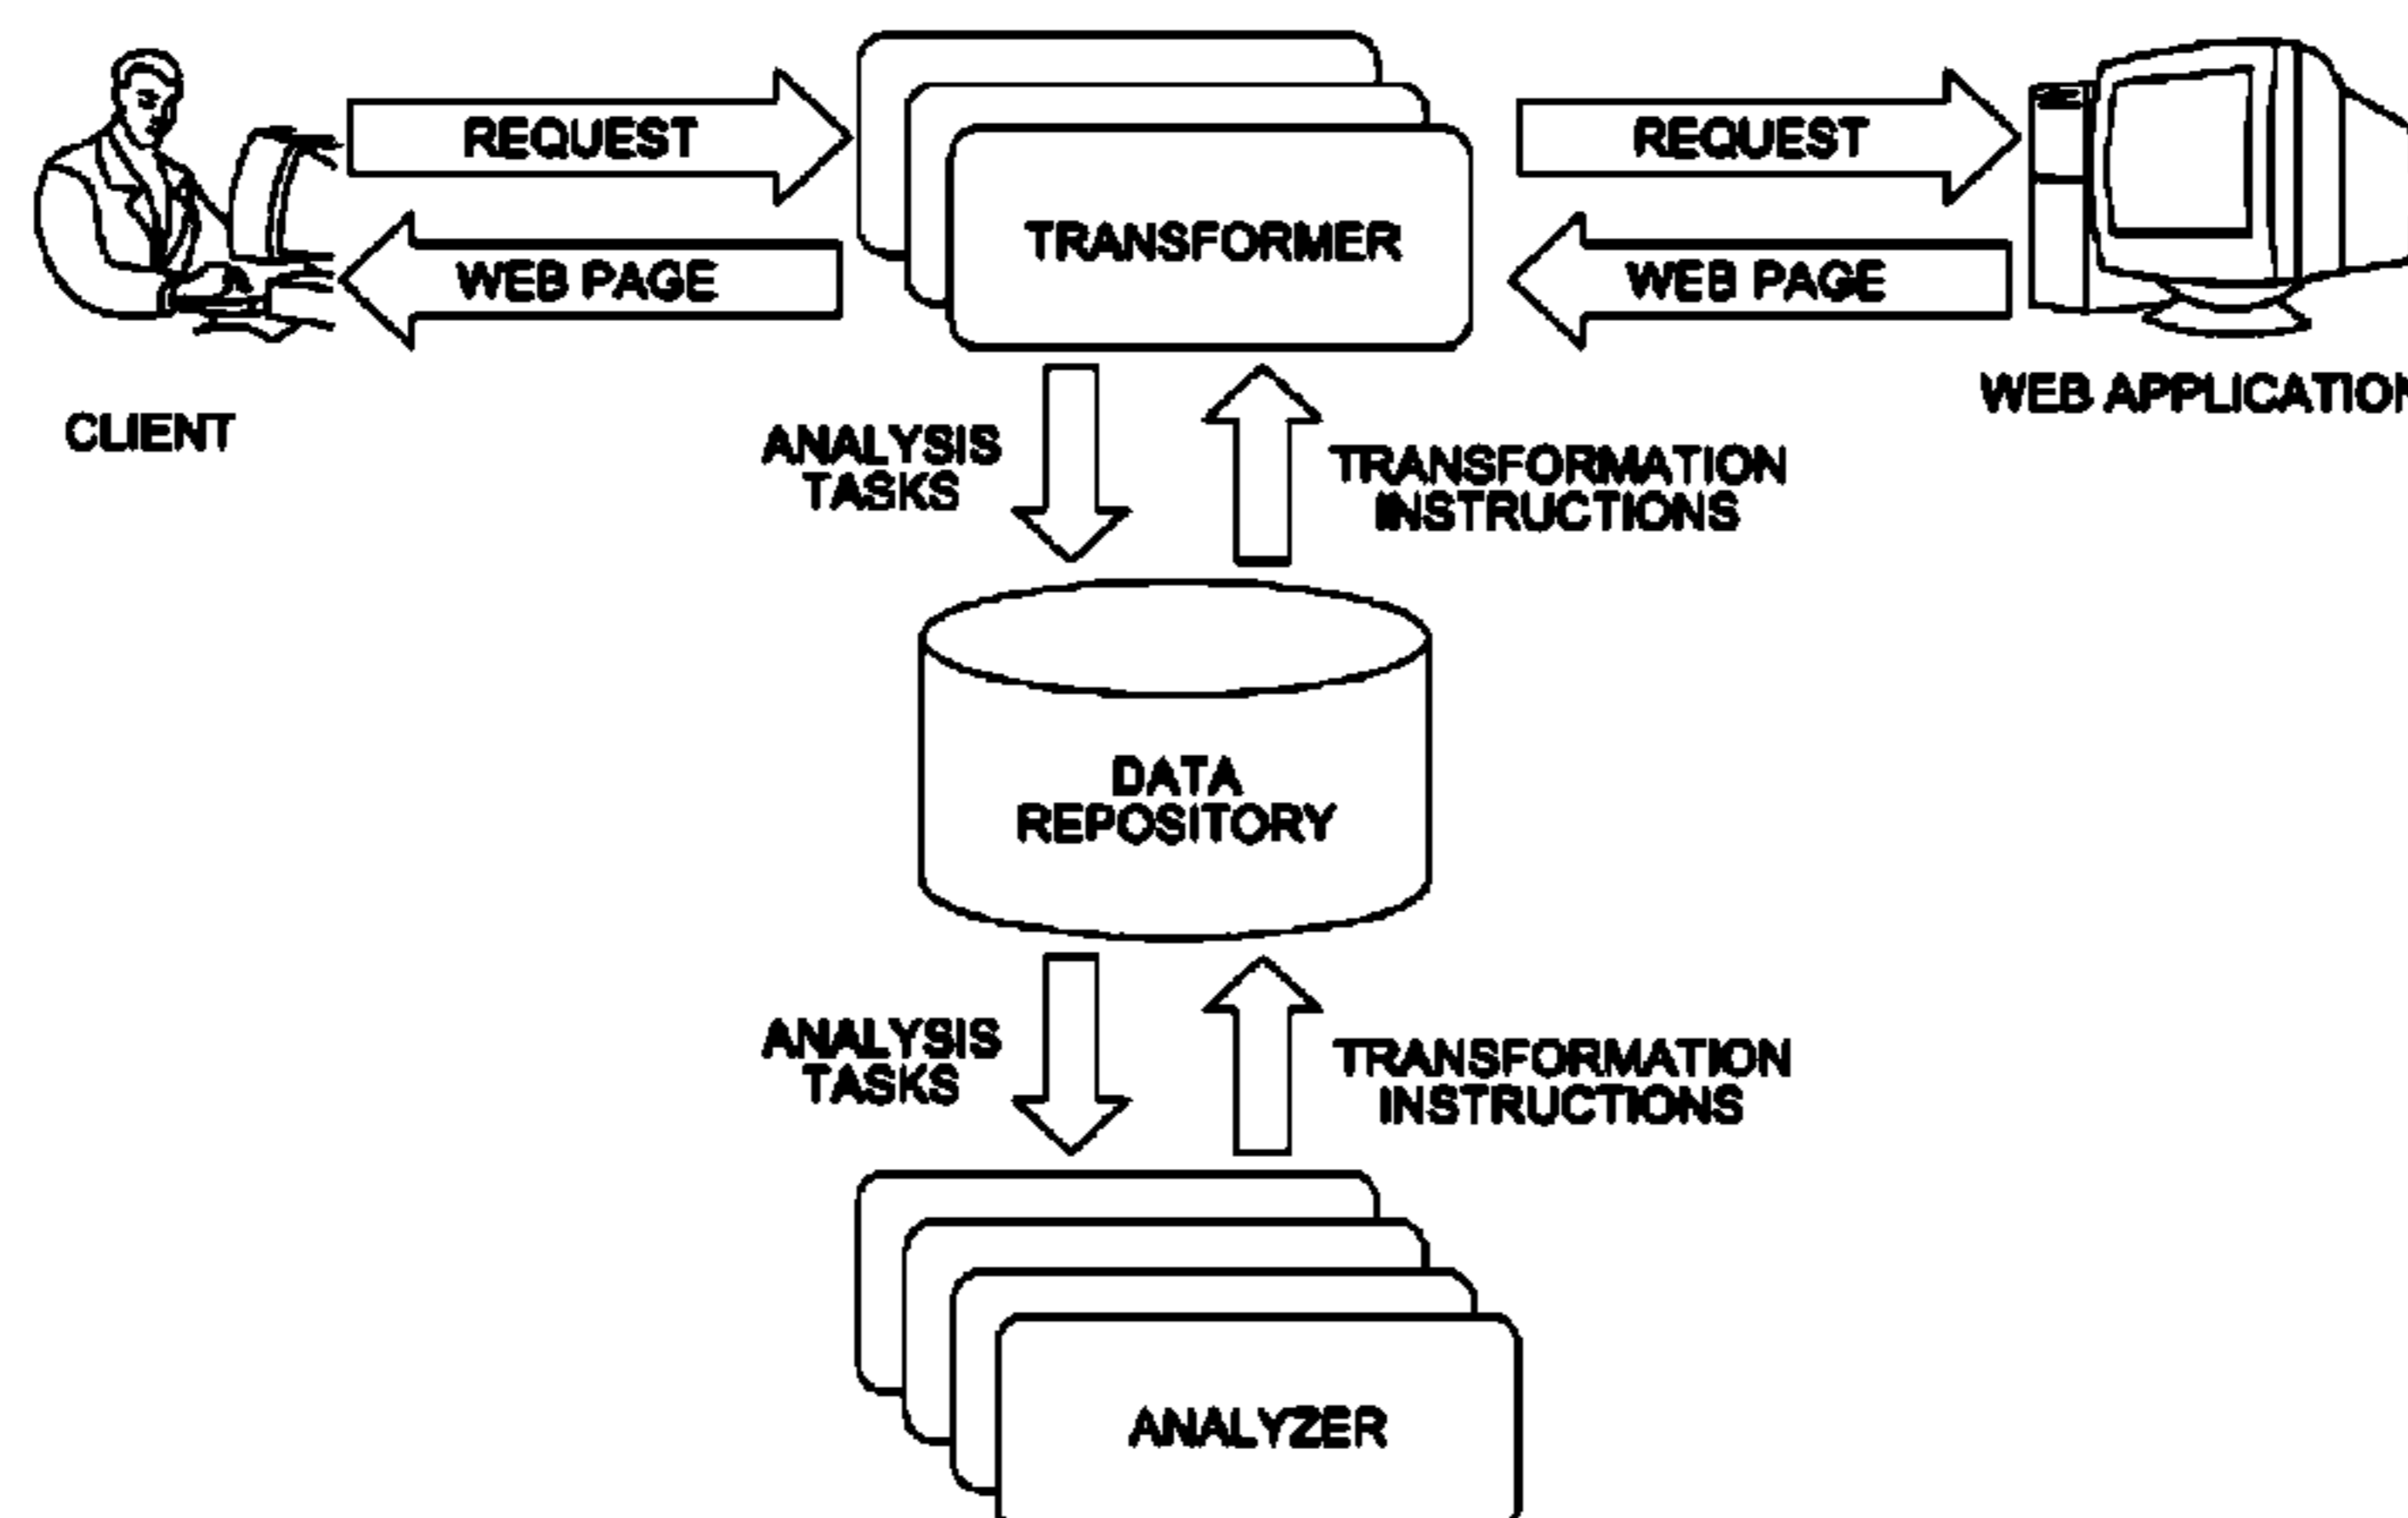 REQUEST
REQUEST
TRANSFORMER
WEB PAGE
WEB PAGE
CLIENT
WEB APPLICATION
ANALYSIS
TASKS
TRANSFORMATION
INSTRUCTIONS
DATA
REPOSITORY
ANALYSIS
TASKS
TRANSFORMATION
INSTRUCTIONS
ANALYZER